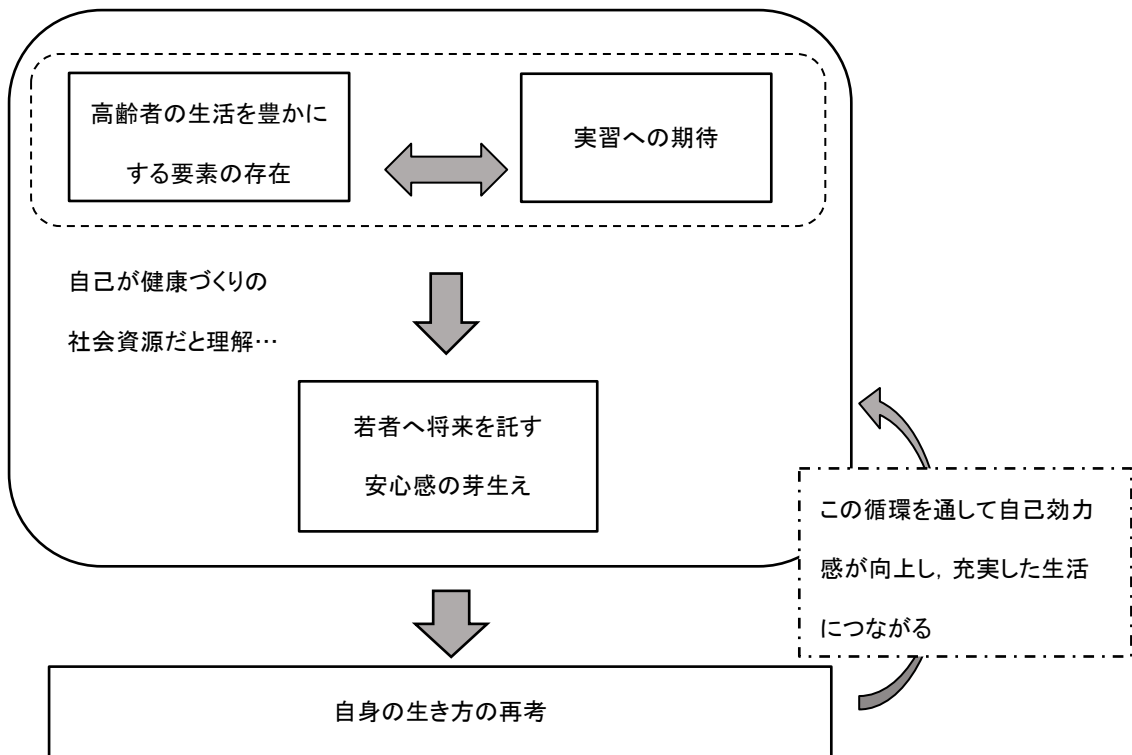 高齢者の生活を豊かに
する要素の存在
実習への期待
自己が健康づくりの
社会資源だと理解…
若者へ将来を託す
安心感の芽生え
この循環を通して自己効力
感が向上し，充実した生活
につながる
自身の生き方の再考